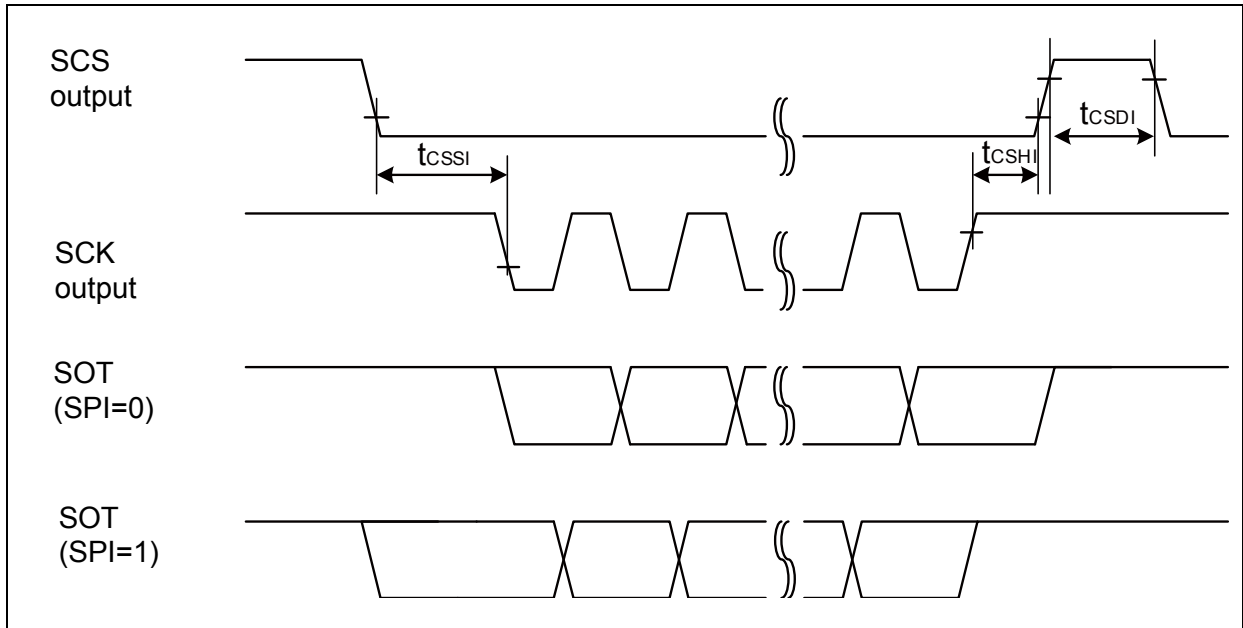 SCS
output
tCSDI
tCSSI
tCSHI
SCK
output
SOT
(SPI=0)
SOT
(SPI=1)